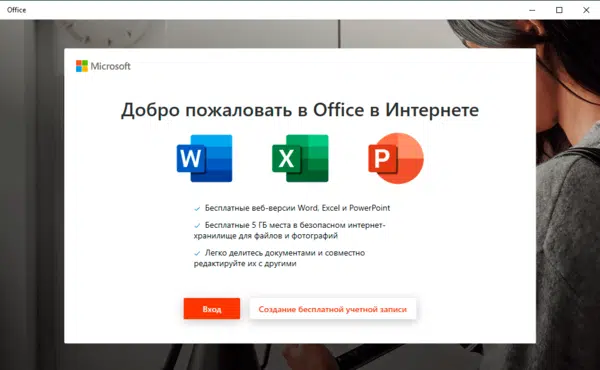 Office
Microsoft
Добро пожаловать в Office в Интернете
W
X
P
Бесплатные веб-версии Word, Excel и PowerPoint
Бесплатные 5 ГБ места в безопасном интернет-
хранилище для файлов и фотографий
Легко делитесь документами и совместно
редактируйте их с другими
Вход
Создание бесплатной учетной записи